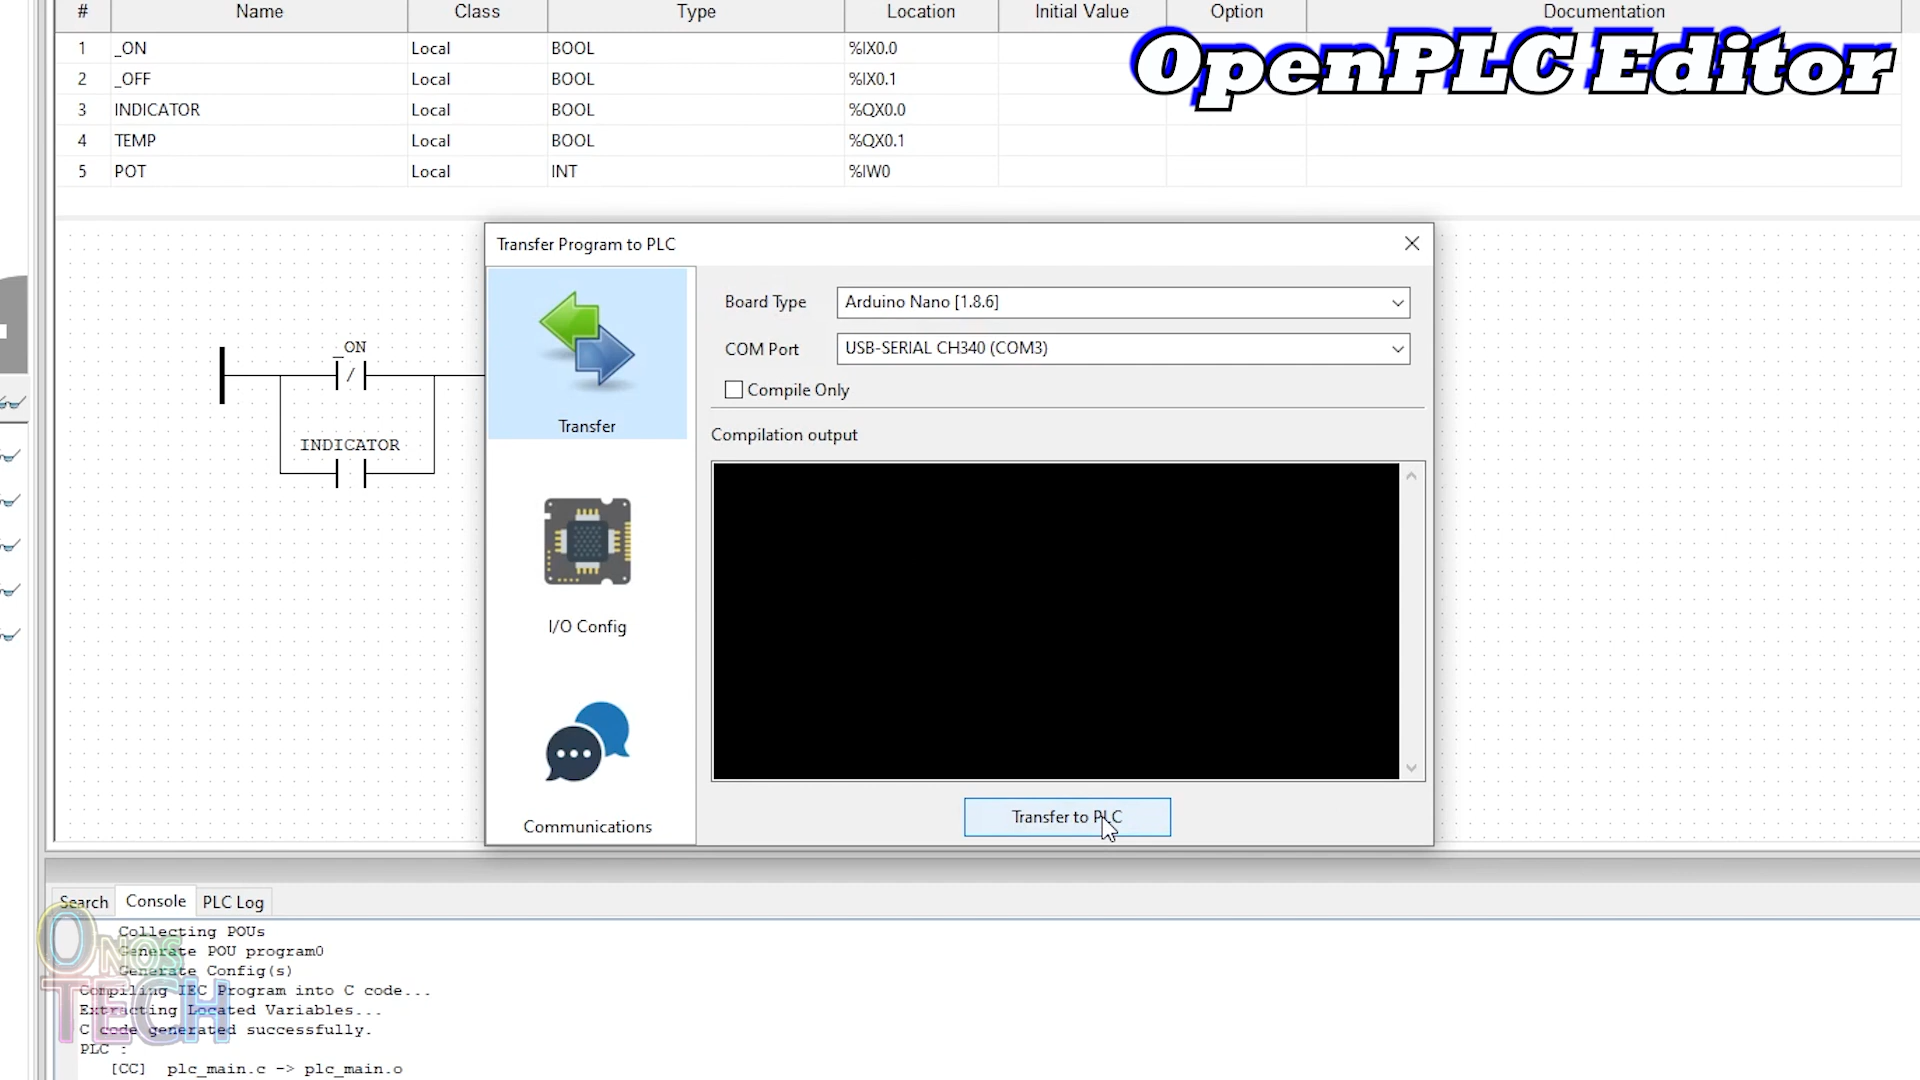 # Name Class Type Location Initial Value Option Documentation
OpenPLC Editor
1 _ON Local BOOL %IX0.0
2 _OFF Local BOOL %IX0.1
3 INDICATOR Local BOOL %QX0.0
4 TEMP Local BOOL %QX0.1
5 POT Local INT %IW0
Transfer Program to PLC
_ON
/
INDICATOR
Transfer
I/O Config
Communications
Board Type Arduino Nano [1.8.6]
COM Port USB-SERIAL CH340 (COM3)
Compile Only
Compilation output
Transfer to PLC
Search Console PLC Log
Collecting POUs
Generate POU program0
Generate Config(s)
Compiling IEC Program into C code...
Extracting Located Variables...
C code generated successfully.
PLC :
[CC] plc_main.c -> plc_main.o
ONOS
TECH